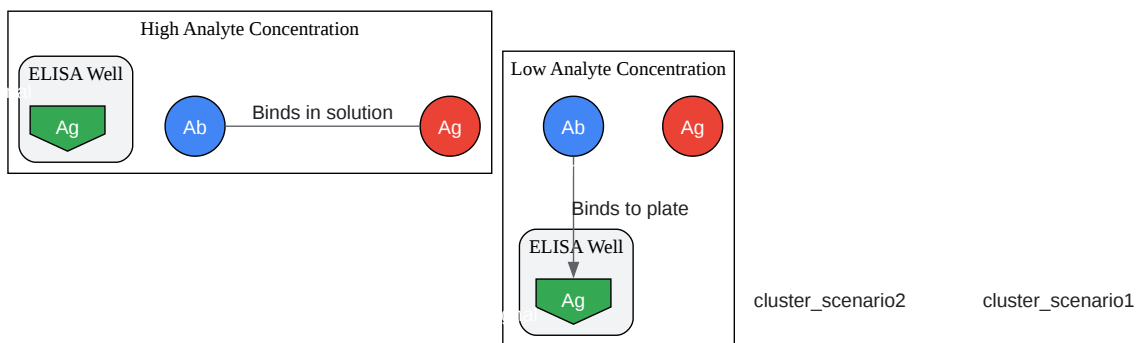 High Analyte Concentration
ELISA Well
Ag
Ab
Binds in solution
Ag
Low Analyte Concentration
Ab
Ag
Binds to plate
ELISA Well
Ag
cluster_scenario2
cluster_scenario1